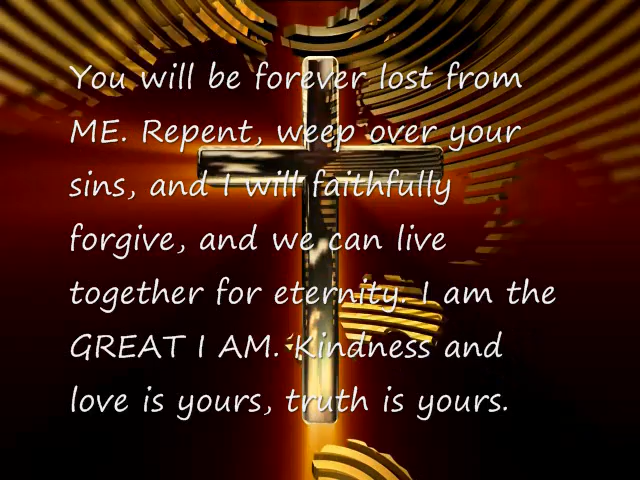 You will be forever lost from
ME. Repent, weep over your
sins, and I will faithfully
forgive, and we can live
together for eternity. I am the
GREAT I AM. Kindness and
love is yours, truth is yours.